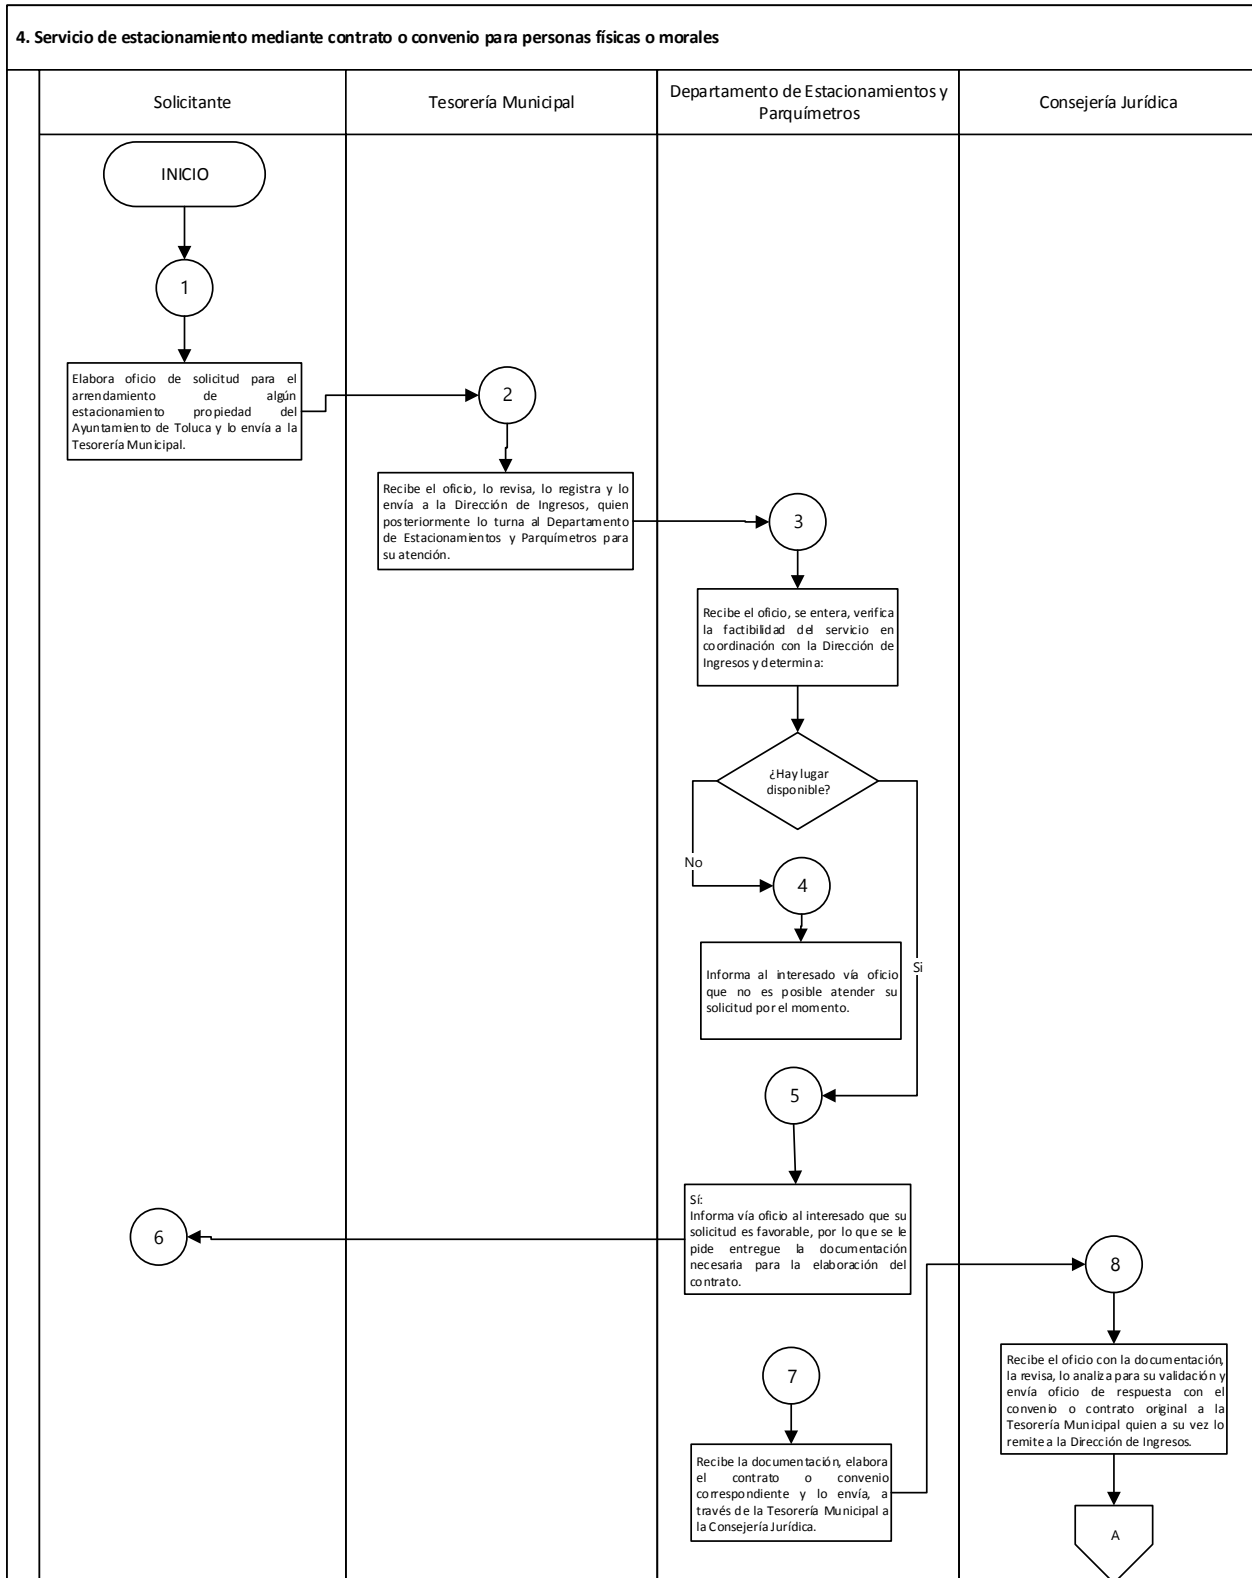 4. Servicio de estacionamiento mediante contrato o convenio para personas físicas o morales
Solicitante
Tesorería Municipal
Departamento de Estacionamientos y
Parquímetros
Consejería Jurídica
INICIO
1
Elabora oficio de solicitud para el
arrendamiento de algún
estacionamiento propiedad del
Ayuntamiento de Toluca y lo envía a la
Tesorería Municipal.
2
Recibe el oficio, lo revisa, lo registra y lo
envía a la Dirección de Ingresos, quien
posteriormente lo turna al Departamento
de Estacionamientos y Parquímetros para
su atención.
3
Recibe el oficio, se entera, verifica
la factibilidad del servicio en
coordinación con la Dirección de
Ingresos y determina:
¿Hay lugar
disponible?
No
4
Informa al interesado vía oficio
que no es posible atender su
solicitud por el momento.
Si
5
Sí:
Informa vía oficio al interesado que su
solicitud es favorable, por lo que se le
pide entregue la documentación
necesaria para la elaboración del
contrato.
6
7
Recibe la documentación, elabora
el contrato o convenio
correspondiente y lo envía, a
través de la Tesorería Municipal a
la Consejería Jurídica.
8
Recibe el oficio con la documentación,
la revisa, lo analiza para su validación y
envía oficio de respuesta con el
convenio o contrato original a la
Tesorería Municipal quien a su vez lo
remite a la Dirección de Ingresos.
A